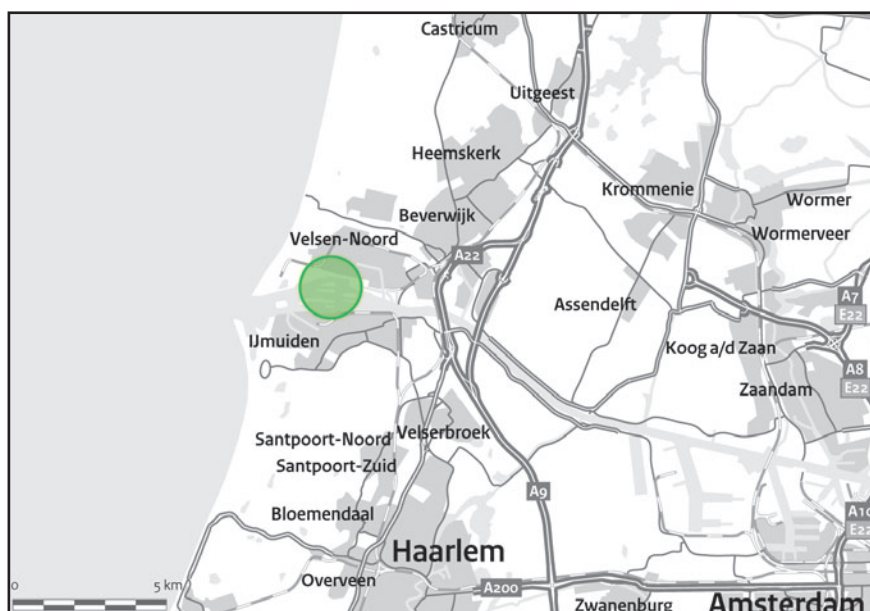 Castricum
Uitgeest
Heemskerk
Krommenie
Wormer
Beverwijk
Velsen-Noord
Wormerveer
A22
A7
E22
Assendelft
IJmuiden
Koog a/d Zaan
A8
E22
Zaandam
Velserbroek
Santpoort-Noord
Santpoort-Zuid
A9
Bloemendaal
A10
E22
Haarlem
0
5 km
Overveen
A200
Zwanenburg
Amsterdam